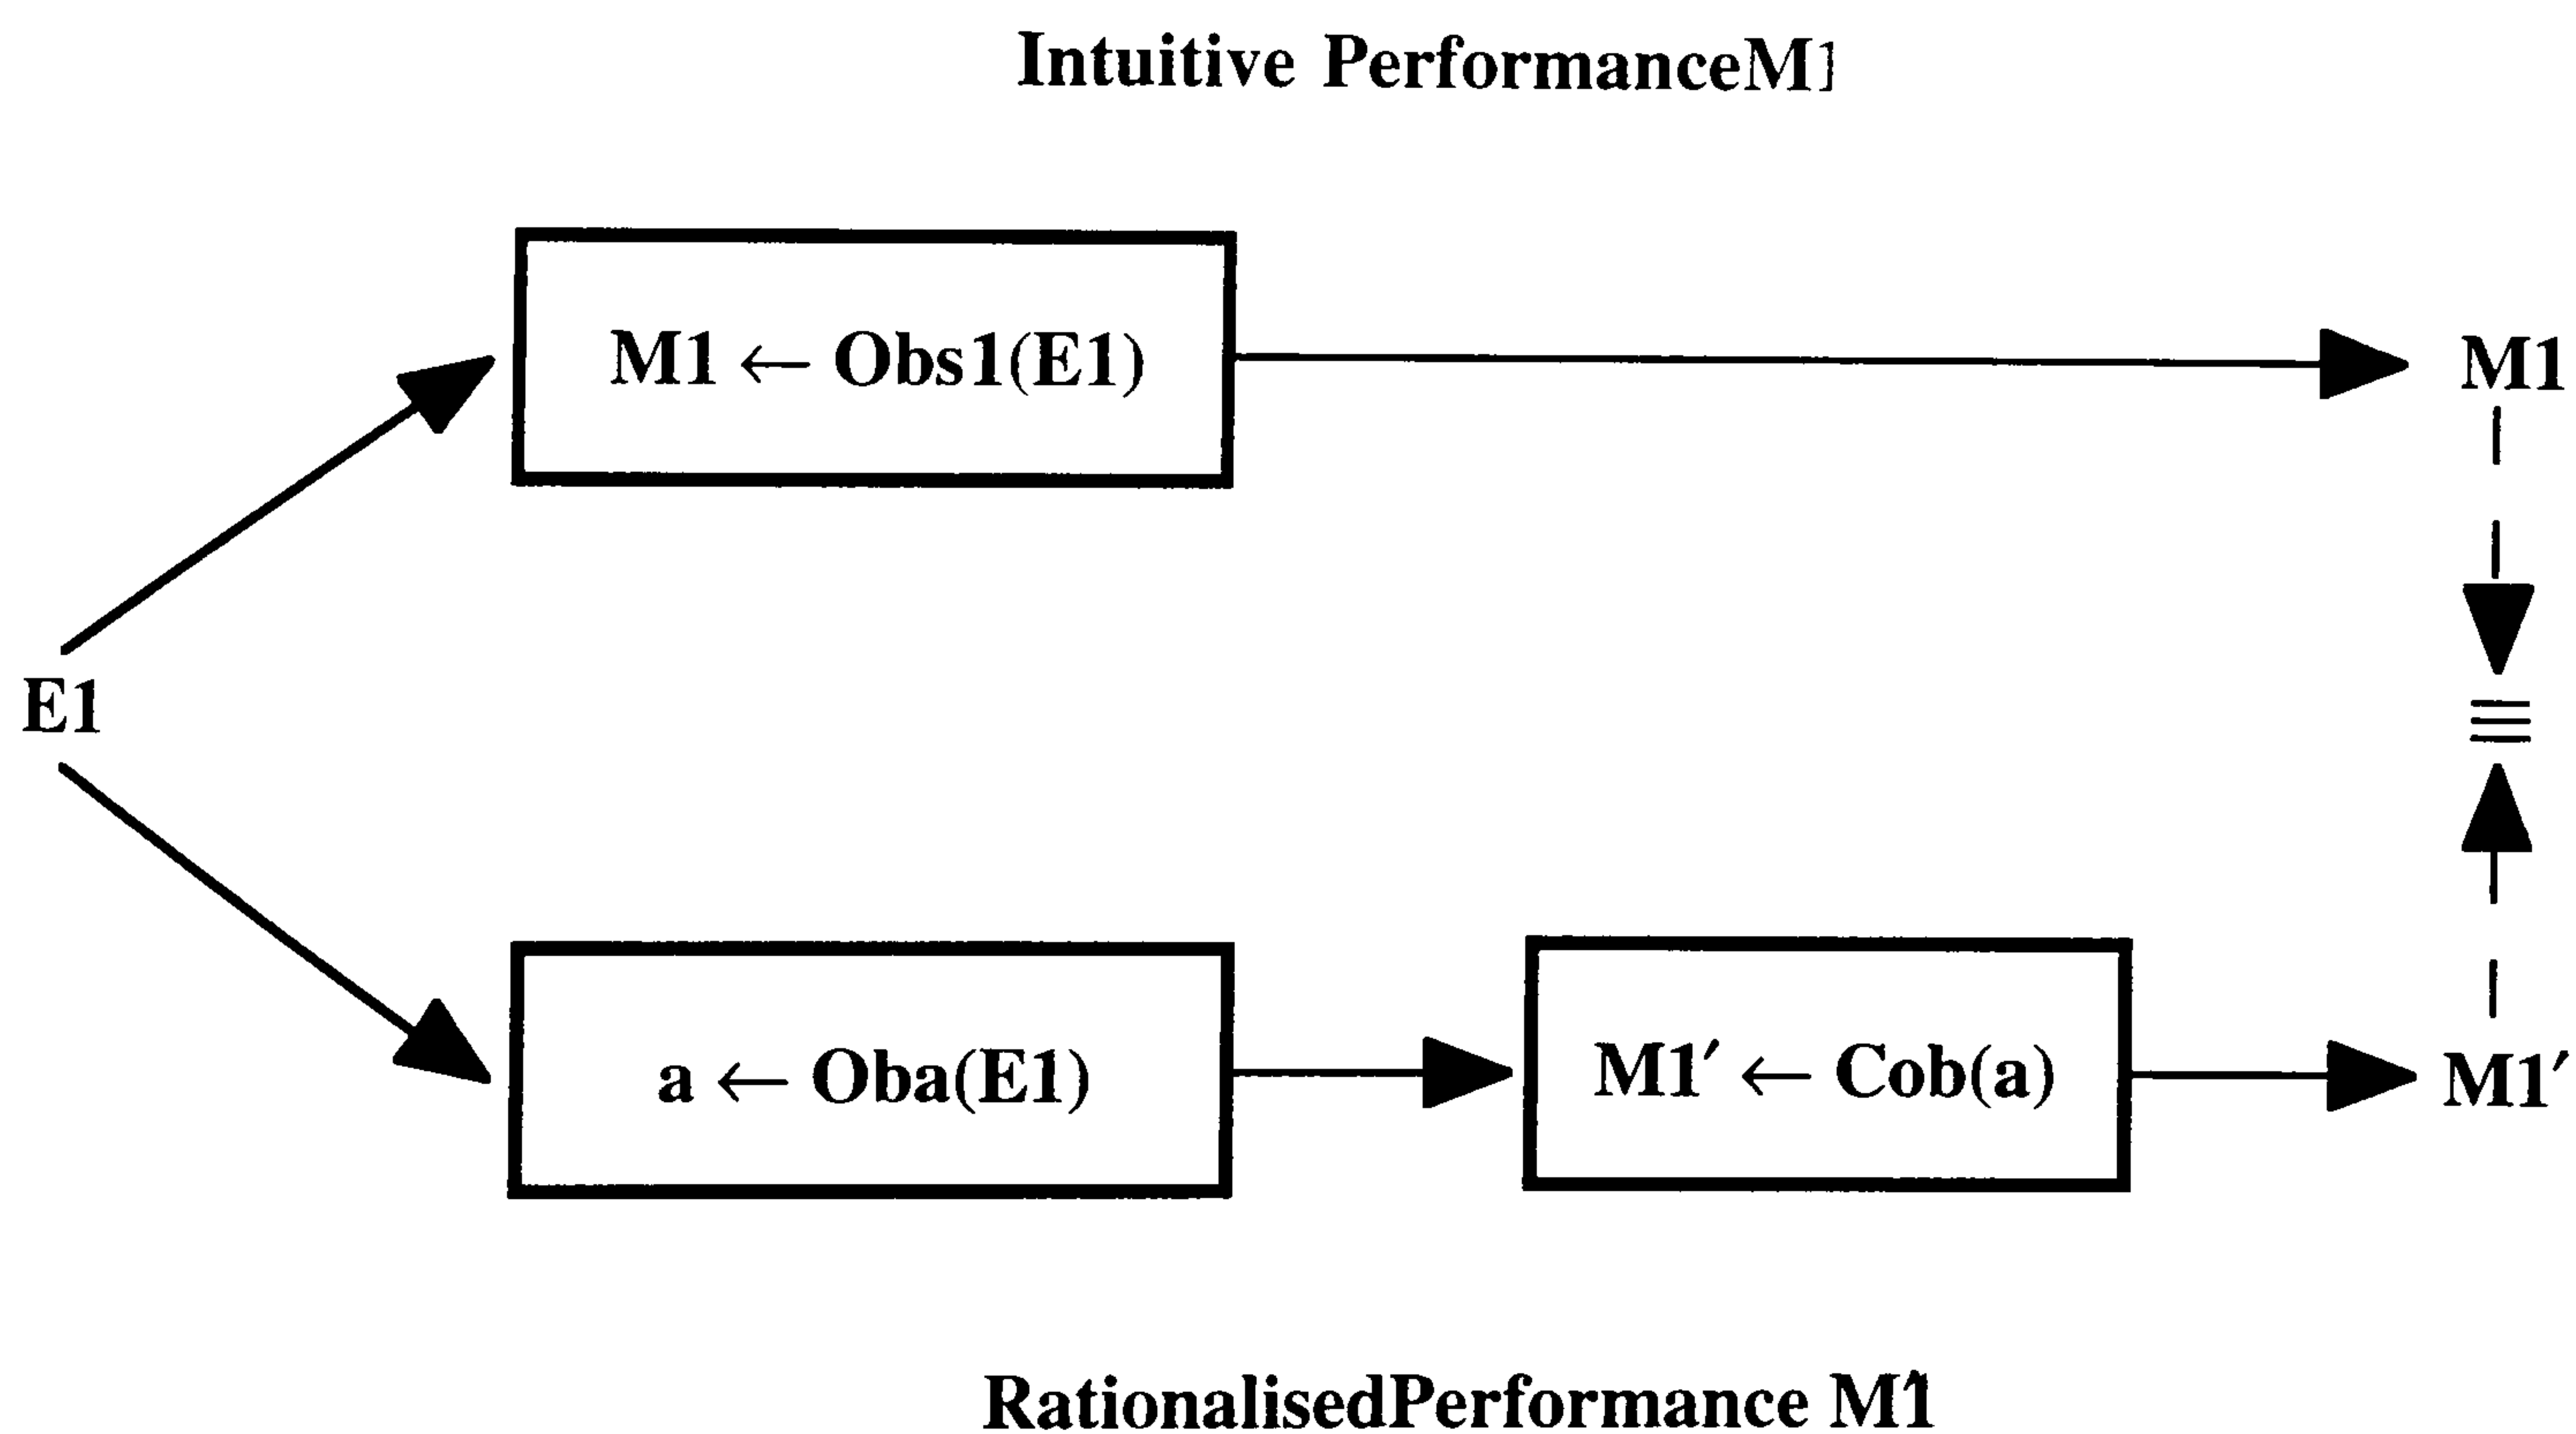 Intuitive PerformanceM1
M1 ← Obs1(E1)
M1
E1
≡
a ← Oba(E1)
M1′ ← Cob(a)
M1′
RationalisedPerformance M1′